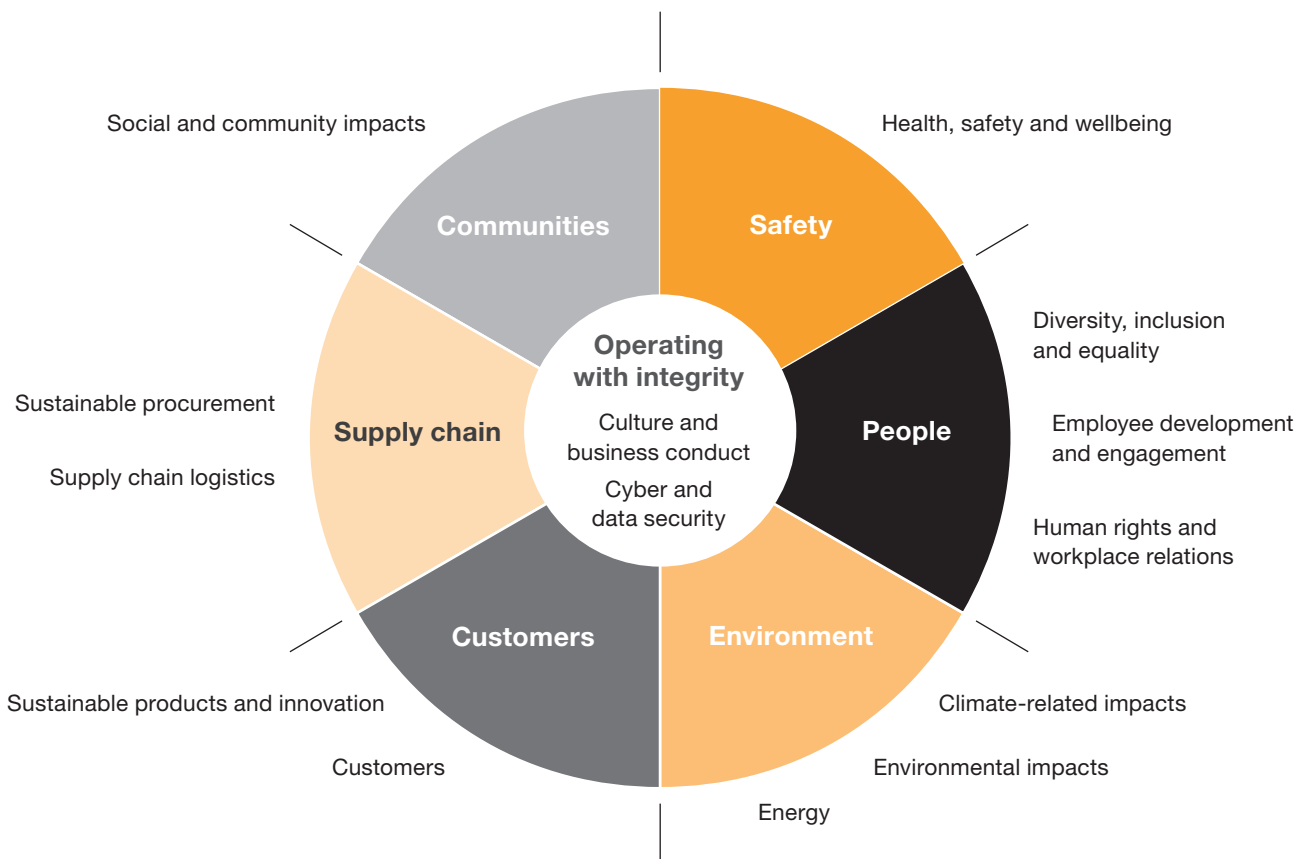 Social and community impacts
Health, safety and wellbeing
Communities
Safety
Diversity, inclusion
and equality
Operating
with integrity
Sustainable procurement
Supply chain
Culture and
business conduct
People
Employee development
and engagement
Supply chain logistics
Cyber and
data security
Human rights and
workplace relations
Customers
Environment
Sustainable products and innovation
Climate-related impacts
Customers
Environmental impacts
Energy